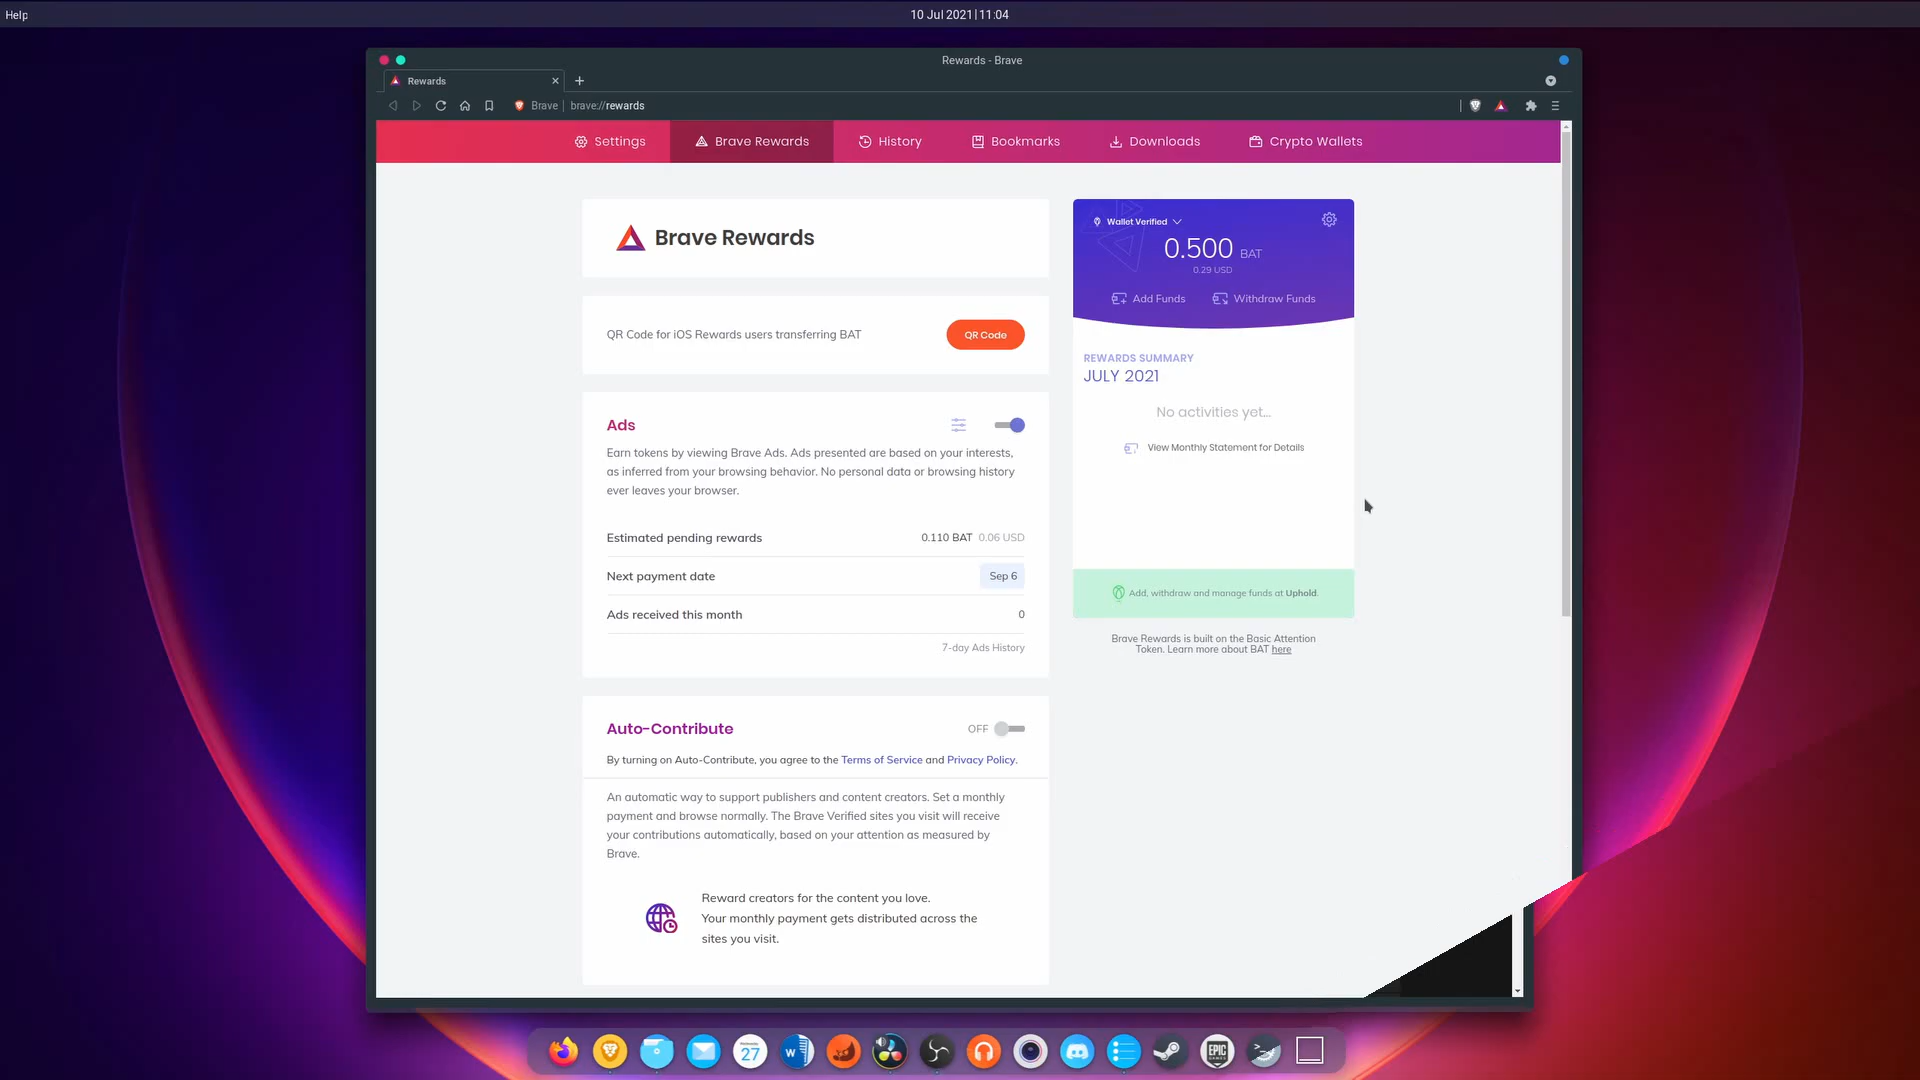 Help
10 Jul 2021 | 11:04
Rewards - Brave
Rewards
Brave | brave://rewards
Settings
Brave Rewards
History
Bookmarks
Downloads
Crypto Wallets
Brave Rewards
QR Code for iOS Rewards users transferring BAT
QR Code
Ads
Earn tokens by viewing Brave Ads. Ads presented are based on your interests,
as inferred from your browsing behavior. No personal data or browsing history
ever leaves your browser.
Estimated pending rewards 0.110 BAT 0.06 USD
Next payment date Sep 6
Ads received this month 0
7-day Ads History
Auto-Contribute OFF
By turning on Auto-Contribute, you agree to the Terms of Service and Privacy Policy.
An automatic way to support publishers and content creators. Set a monthly
payment and browse normally. The Brave Verified sites you visit will receive
your contributions automatically, based on your attention as measured by
Brave.
Reward creators for the content you love.
Your monthly payment gets distributed across the
sites you visit.
Wallet Verified
0.500 BAT
0.29 USD
Add Funds
Withdraw Funds
REWARDS SUMMARY
JULY 2021
No activities yet...
View Monthly Statement for Details
Add, withdraw and manage funds at Uphold.
Brave Rewards is built on the Basic Attention
Token. Learn more about BAT here
27
W
EPIC
GAMES